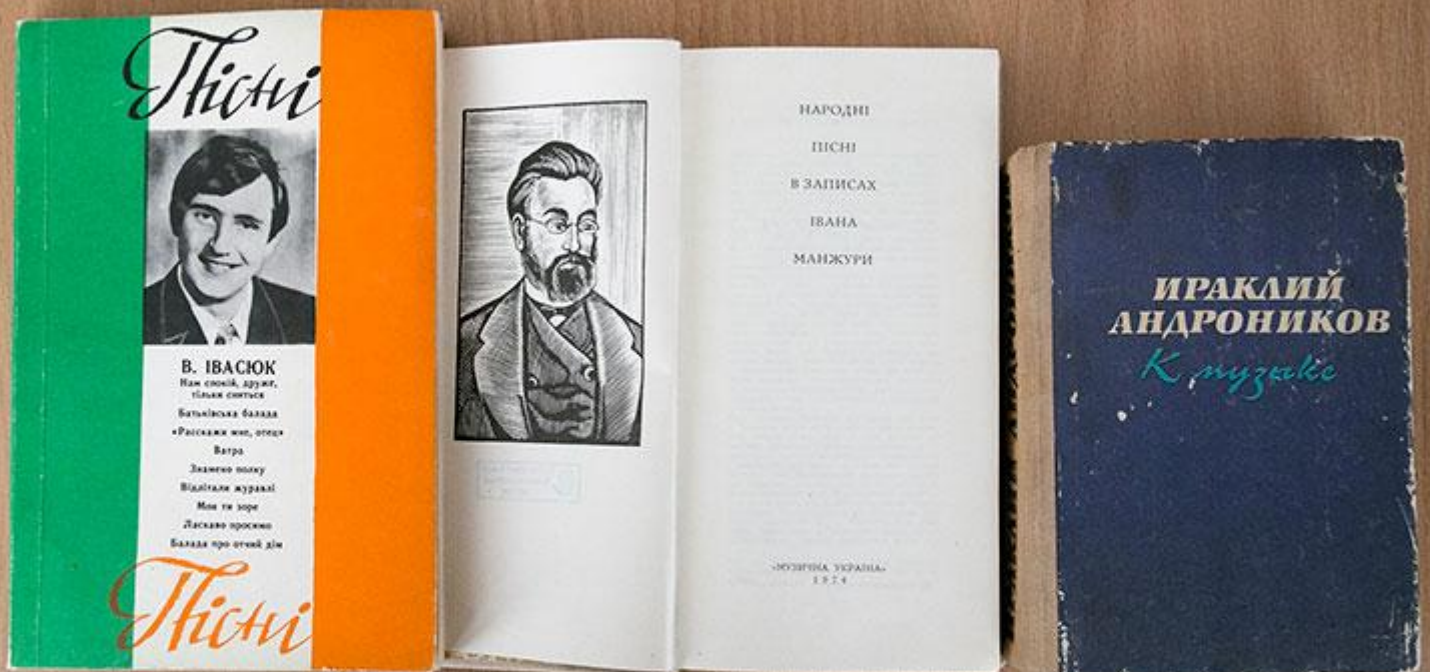 Пісні
В. ІВАСЮК
Нам спокій, друже,
тільки сниться
Батьківська балада
«Расскажи мне, отец»
Ватра
Знамено полку
Відлітали журавлі
Моя ти зоре
Ласкаво просимо
Балада про отчий дім
Пісні
НАРОДНІ
ПІСНІ
В ЗАПИСАХ
ІВАНА
МАНЖУРИ
«МУЗИЧНА УКРАЇНА»
1974
ИРАКЛИЙ
АНДРОНИКОВ
К музыке